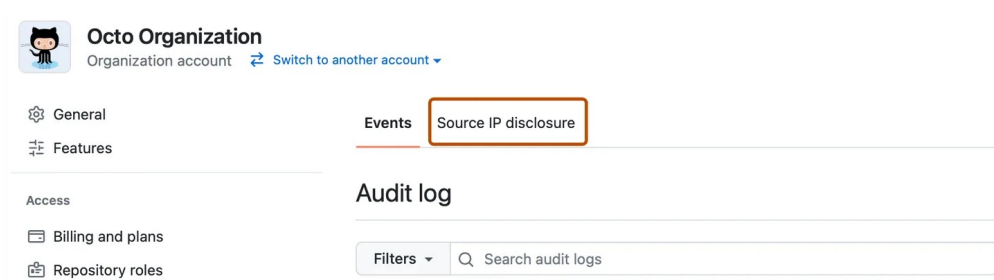 Octo Organization
Organization account Switch to another account
General
Features
Access
Billing and plans
Repository roles
Events Source IP disclosure
Audit log
Filters Search audit logs